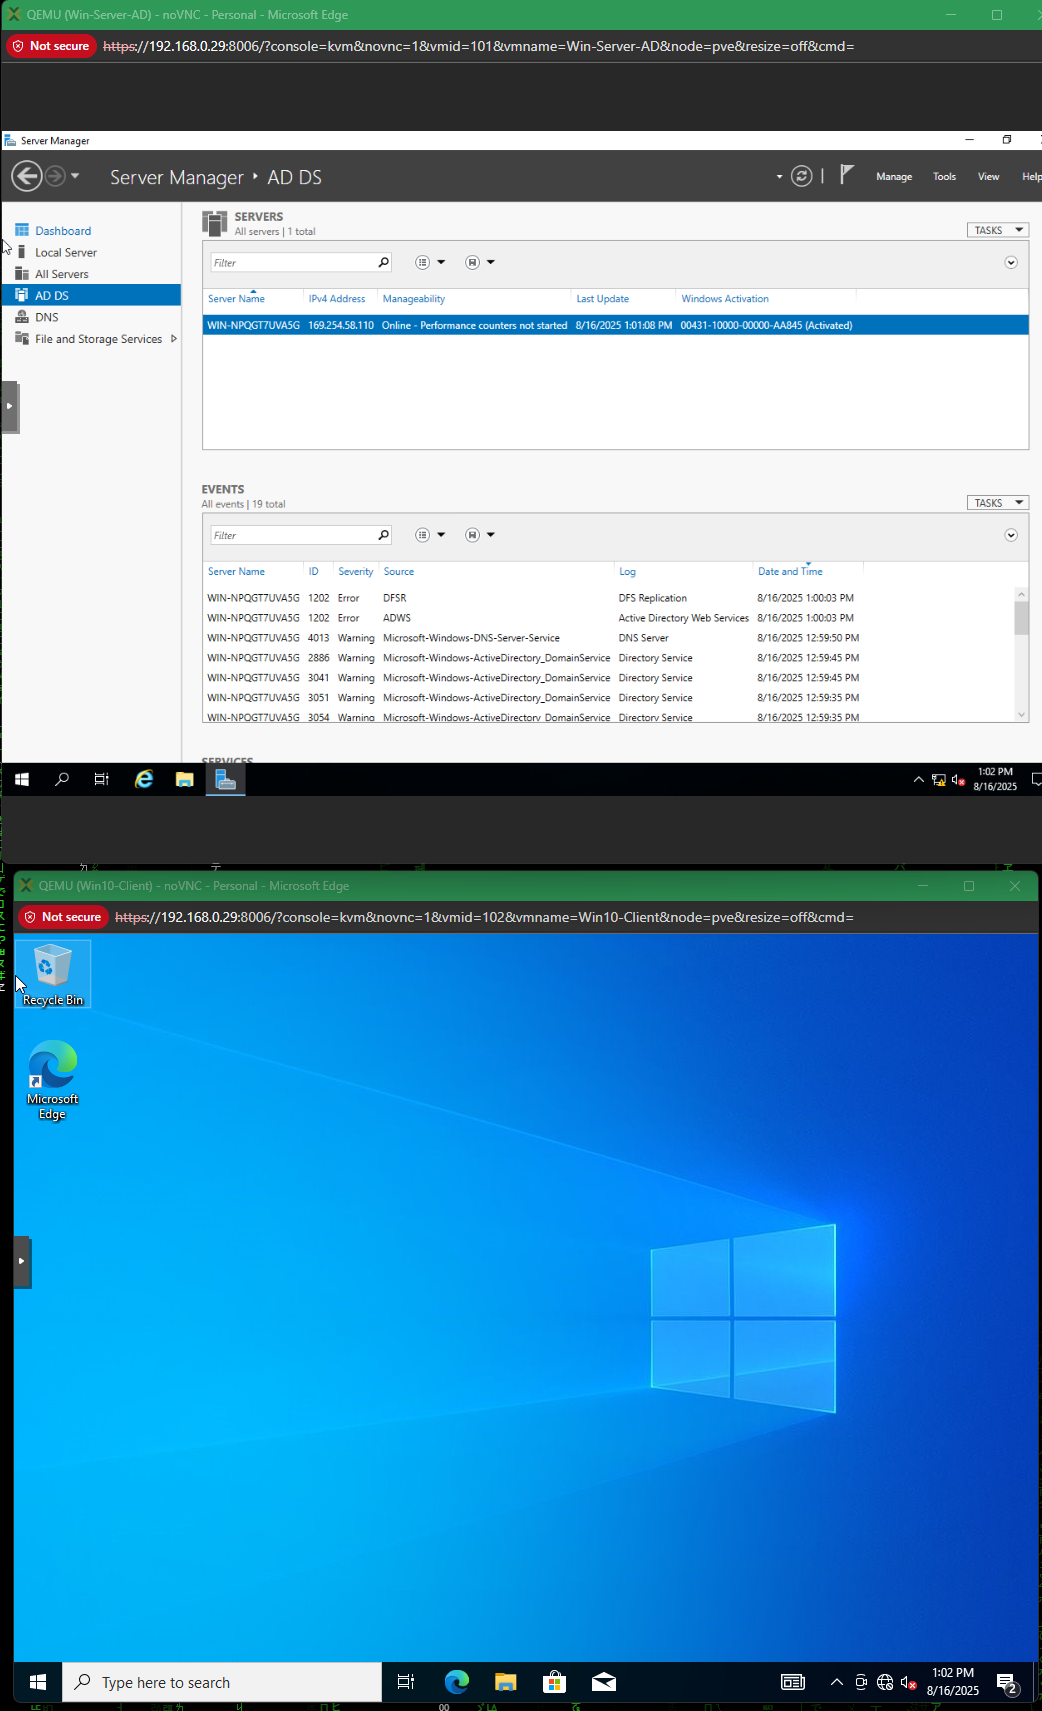 QEMU (Win-Server-AD) - noVNC - Personal - Microsoft Edge
Not secure https://192.168.0.29:8006/?console=kvm&novnc=1&vmid=101&vmname=Win-Server-AD&node=pve&resize=off&cmd=
Server Manager
Server Manager AD DS
Manage Tools View Help
Dashboard
Local Server
All Servers
AD DS
DNS
File and Storage Services
SERVERS
All servers | 1 total
TASKS
Filter
Server Name IPv4 Address Manageability Last Update Windows Activation
WIN-NPQGT7UVA5G 169.254.58.110 Online - Performance counters not started 8/16/2025 1:01:08 PM 00431-10000-00000-AA845 (Activated)
EVENTS
All events | 19 total
TASKS
Filter
Server Name ID Severity Source Log Date and Time
WIN-NPQGT7UVA5G 1202 Error DFSR DFS Replication 8/16/2025 1:00:03 PM
WIN-NPQGT7UVA5G 1202 Error ADWS Active Directory Web Services 8/16/2025 1:00:03 PM
WIN-NPQGT7UVA5G 4013 Warning Microsoft-Windows-DNS-Server-Service DNS Server 8/16/2025 12:59:50 PM
WIN-NPQGT7UVA5G 2886 Warning Microsoft-Windows-ActiveDirectory_DomainService Directory Service 8/16/2025 12:59:45 PM
WIN-NPQGT7UVA5G 3041 Warning Microsoft-Windows-ActiveDirectory_DomainService Directory Service 8/16/2025 12:59:45 PM
WIN-NPQGT7UVA5G 3051 Warning Microsoft-Windows-ActiveDirectory_DomainService Directory Service 8/16/2025 12:59:35 PM
WIN-NPQGT7UVA5G 3054 Warning Microsoft-Windows-ActiveDirectory_DomainService Directory Service 8/16/2025 12:59:35 PM
SERVICES
1:02 PM
8/16/2025
QEMU (Win10-Client) - noVNC - Personal - Microsoft Edge
Not secure https://192.168.0.29:8006/?console=kvm&novnc=1&vmid=102&vmname=Win10-Client&node=pve&resize=off&cmd=
Recycle Bin
Microsoft
Edge
Type here to search
1:02 PM
8/16/2025
2